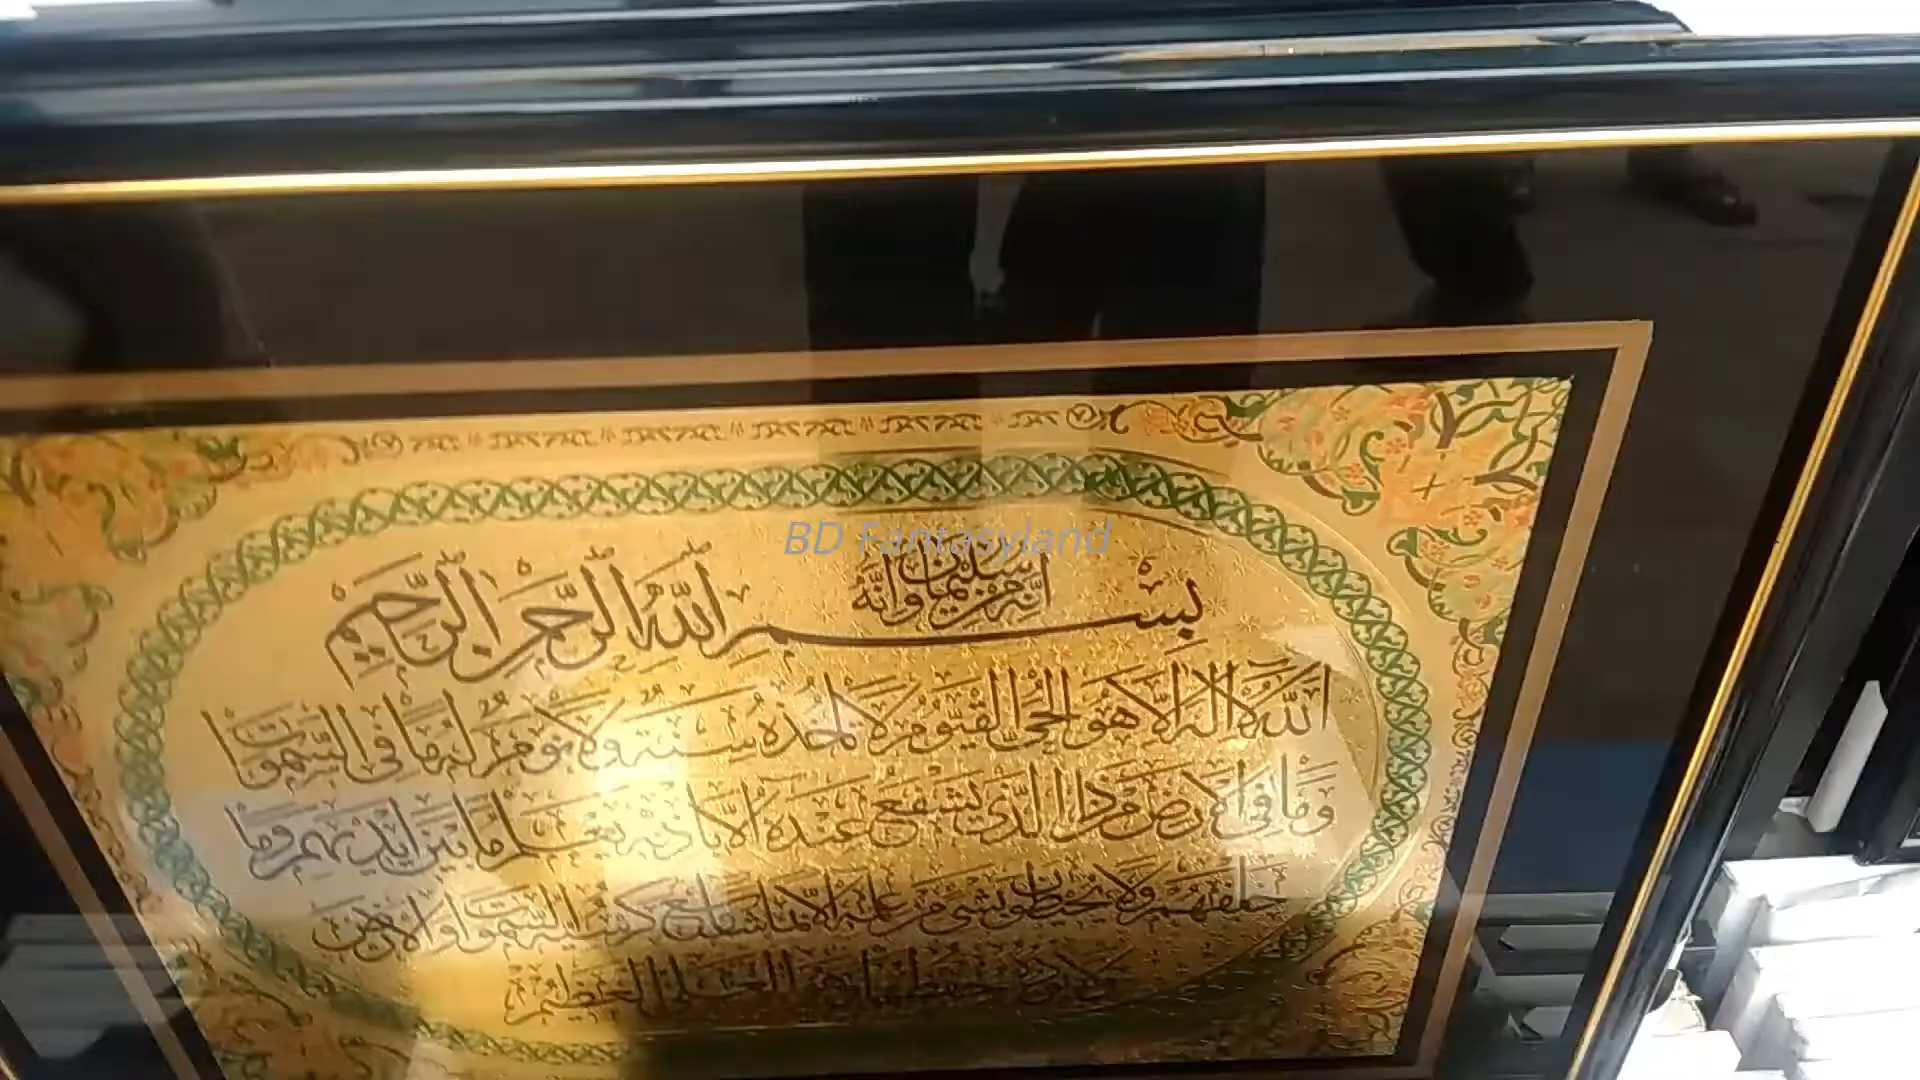 BD Fantasyland
إنه من سليمان وإنه
بسم الله الرحمن الرحيم
الله لا إله إلا هو الحي القيوم لا تأخذه سنة ولا نوم له ما في السموات
وما في الأرض من ذا الذي يشفع عنده إلا بإذنه يعلم ما بين أيديهم وما
خلفهم ولا يحيطون بشيء من علمه إلا بما شاء وسع كرسيه السموات والأرض
ولا يؤده حفظهما وهو العلي العظيم